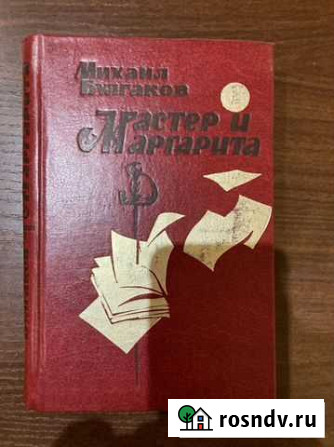 Михаил
Булгаков
Мастер и
Маргарита
rosndv.ru